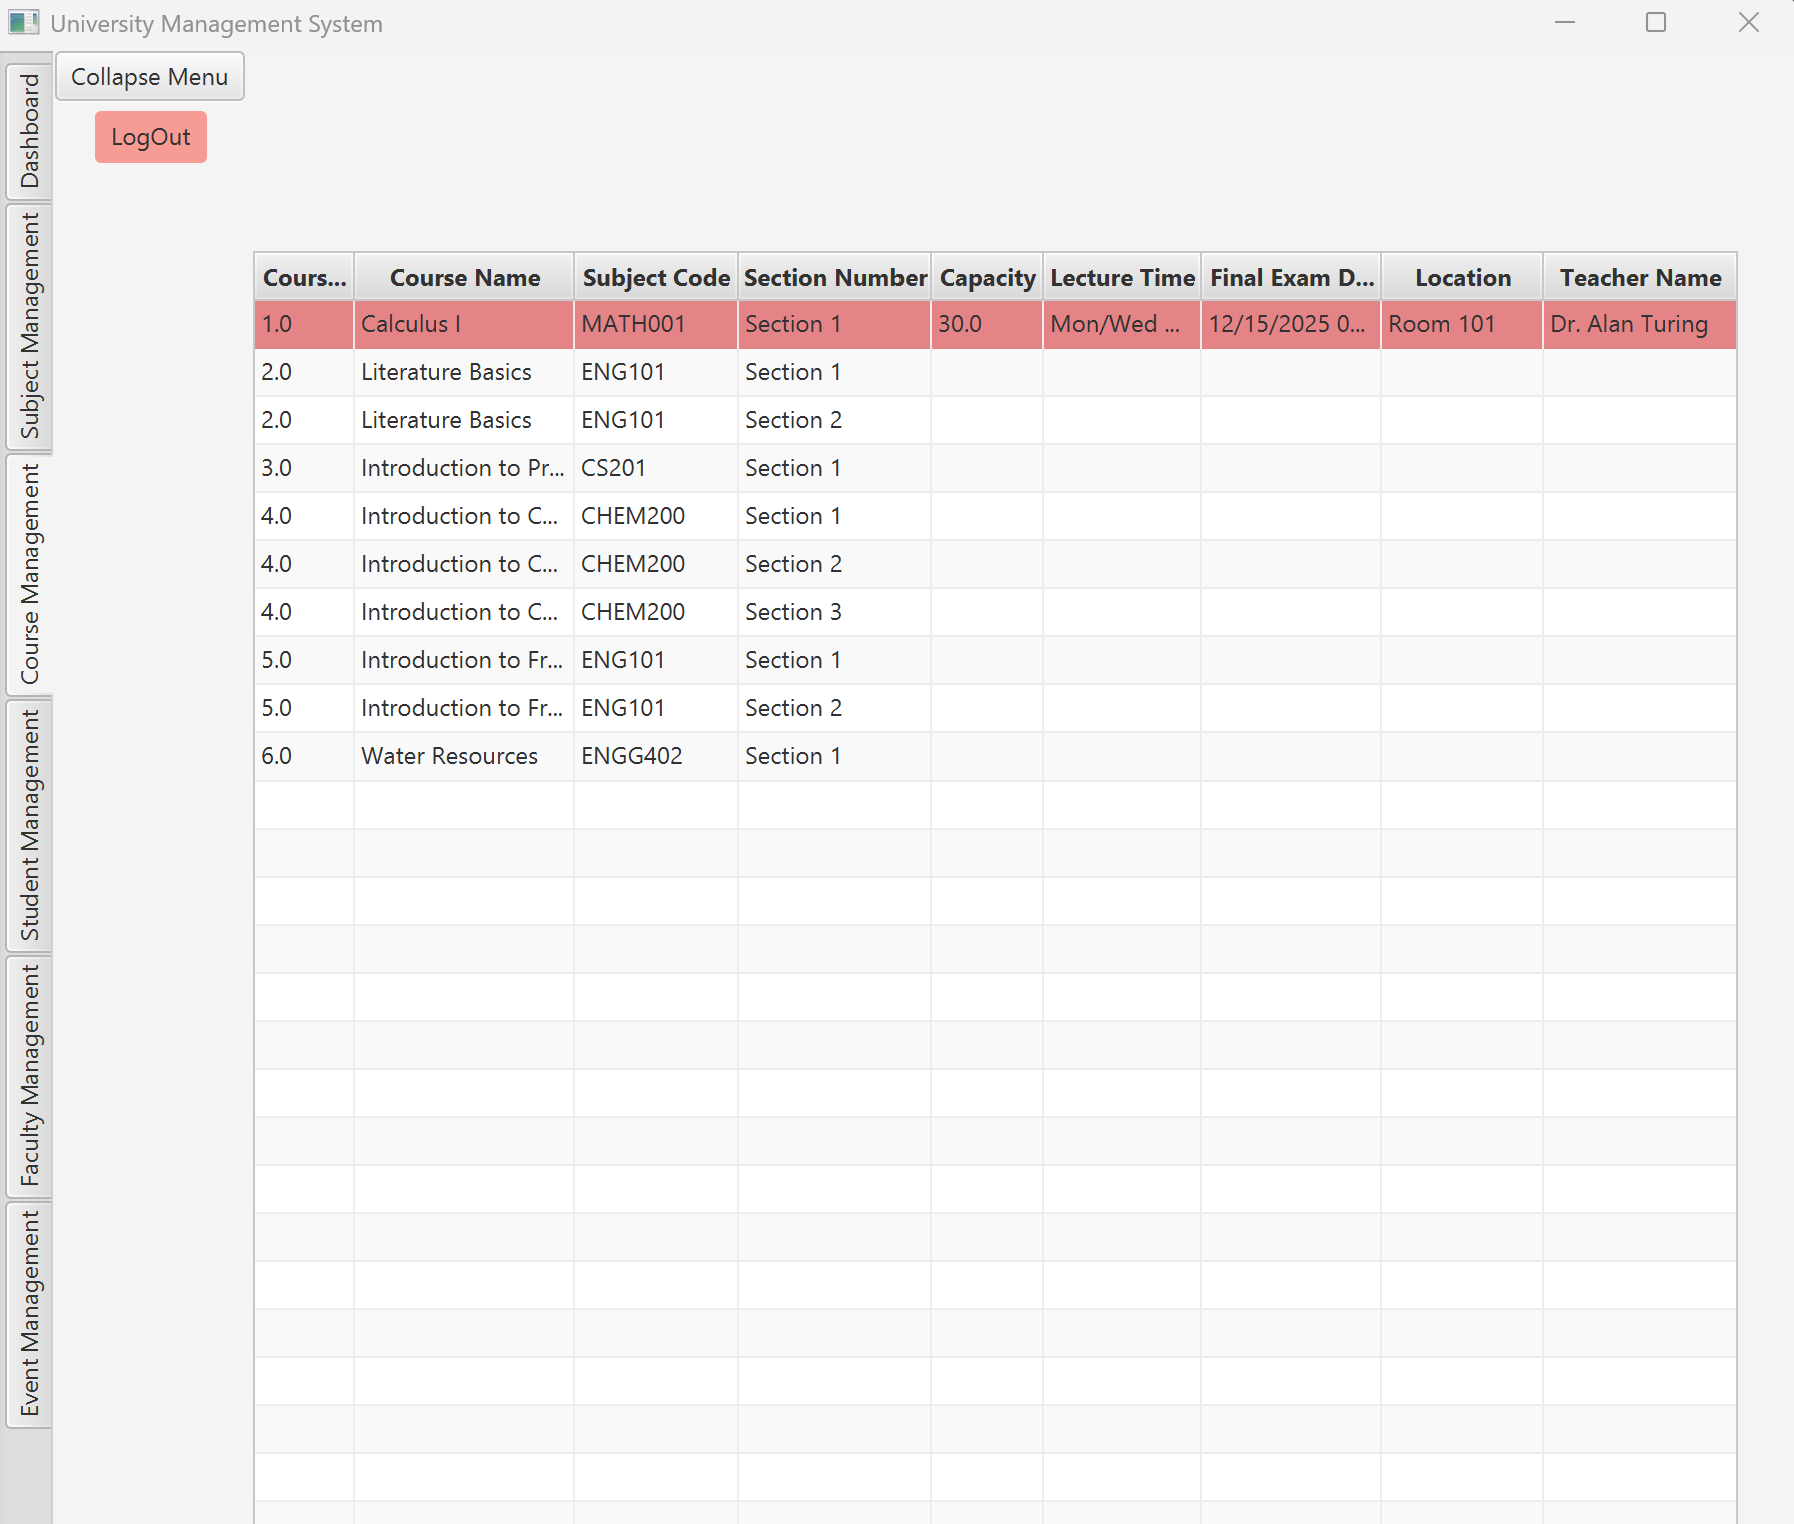 University Management System
Collapse Menu
LogOut
Dashboard
Subject Management
Course Management
Student Management
Faculty Management
Event Management
Cours... Course Name Subject Code Section Number Capacity Lecture Time Final Exam D... Location Teacher Name
1.0 Calculus I MATH001 Section 1 30.0 Mon/Wed ... 12/15/2025 0... Room 101 Dr. Alan Turing
2.0 Literature Basics ENG101 Section 1
2.0 Literature Basics ENG101 Section 2
3.0 Introduction to Pr... CS201 Section 1
4.0 Introduction to C... CHEM200 Section 1
4.0 Introduction to C... CHEM200 Section 2
4.0 Introduction to C... CHEM200 Section 3
5.0 Introduction to Fr... ENG101 Section 1
5.0 Introduction to Fr... ENG101 Section 2
6.0 Water Resources ENGG402 Section 1